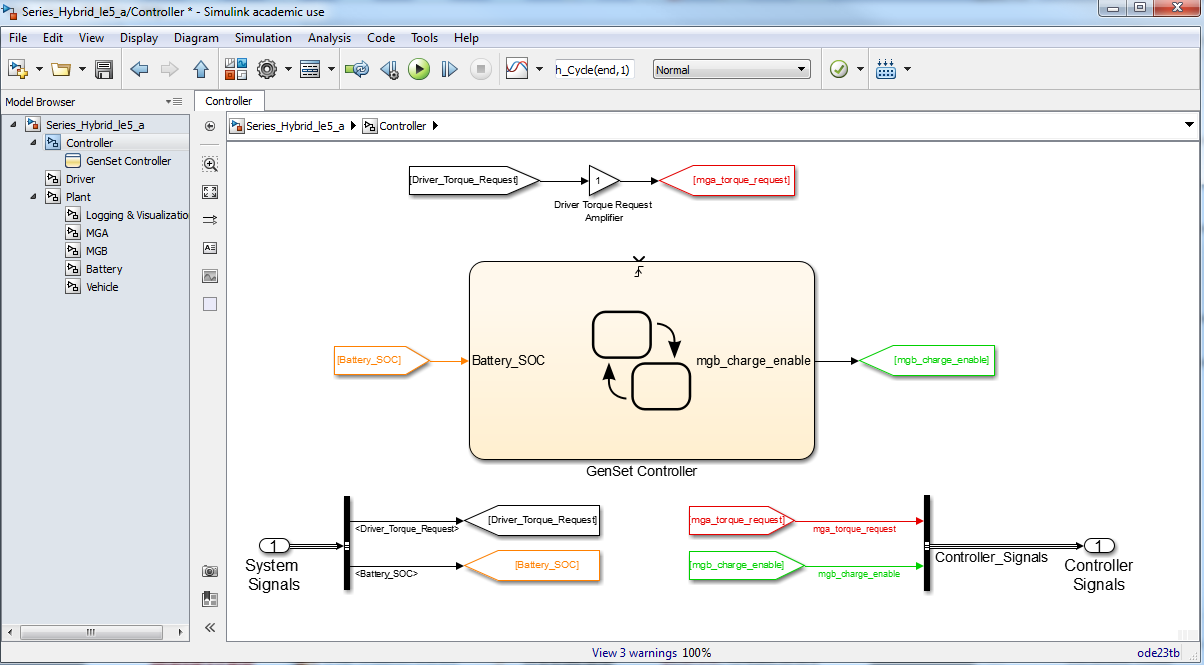 Series_Hybrid_le5_a/Controller * - Simulink academic use
File Edit View Display Diagram Simulation Analysis Code Tools Help
h_Cycle(end,1)
Normal
Model Browser
Controller
Series_Hybrid_le5_a
Controller
GenSet Controller
Driver
Plant
Logging & Visualizatio
MGA
MGB
Battery
Vehicle
Series_Hybrid_le5_a Controller
[Driver_Torque_Request]
1
[mga_torque_request]
Driver Torque Request
Amplifier
[Battery_SOC]
Battery_SOC
mgb_charge_enable
[mgb_charge_enable]
GenSet Controller
1
System
Signals
<Driver_Torque_Request>
[Driver_Torque_Request]
<Battery_SOC>
[Battery_SOC]
[mga_torque_request]
mga_torque_request
[mgb_charge_enable]
mgb_charge_enable
Controller_Signals
1
Controller
Signals
View 3 warnings 100%
ode23tb